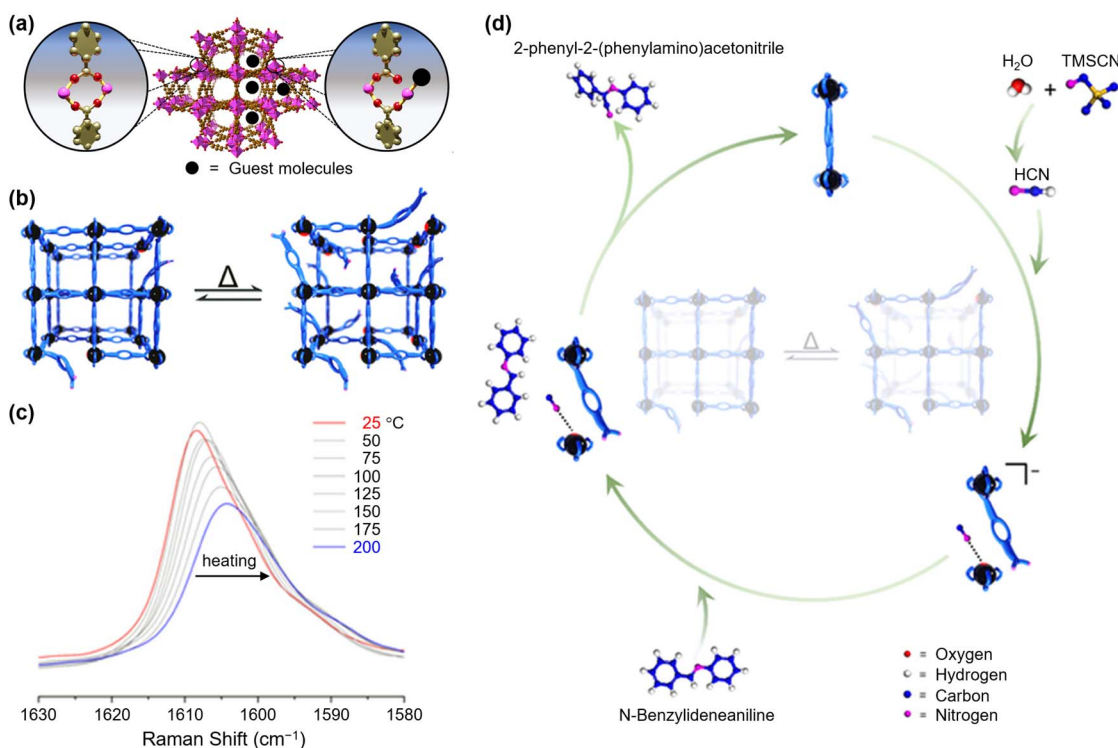 (a)
● = Guest molecules
(b)
Δ
(c)
25 °C
50
75
100
125
150
175
200
heating
1630 1620 1610 1600 1590 1580
Raman Shift (cm⁻¹)
(d)
2-phenyl-2-(phenylamino)acetonitrile
H₂O + TMSCN
HCN
Δ
⁻
N-Benzylideneaniline
= Oxygen
= Hydrogen
= Carbon
= Nitrogen